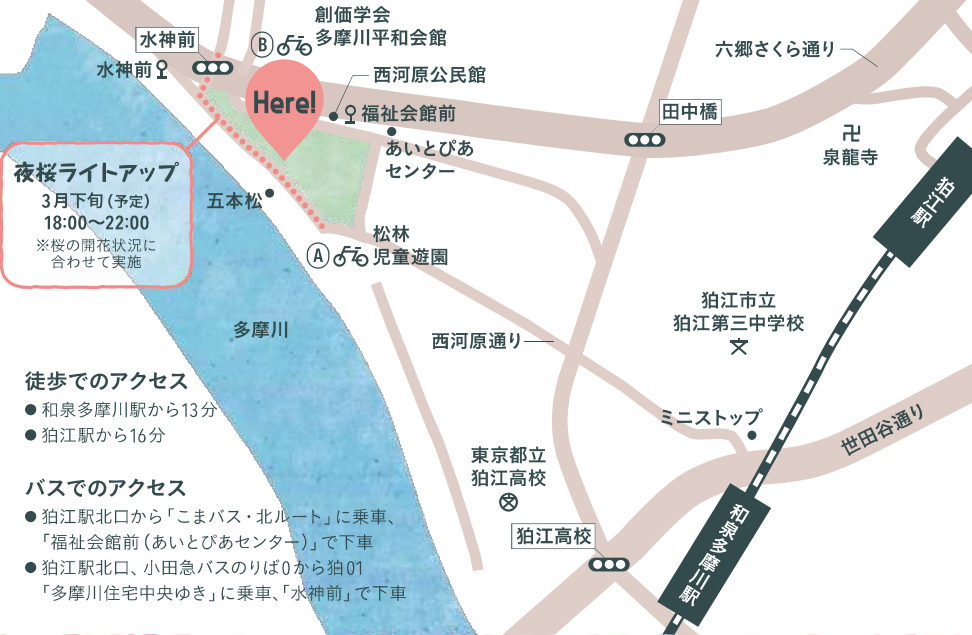 創価学会
多摩川平和会館
B
水神前
水神前
Here!
西河原公民館
福祉会館前
あいとぴあ
センター
六郷さくら通り
田中橋
卍
泉龍寺
狛江駅
夜桜ライトアップ
3月下旬(予定)
18:00〜22:00
※桜の開花状況に
合わせて実施
五本松
A
松林
児童遊園
多摩川
西河原通り
狛江市立
狛江第三中学校
文
ミニストップ
世田谷通り
東京都立
狛江高校
文
狛江高校
和泉多摩川駅
徒歩でのアクセス
● 和泉多摩川駅から13分
● 狛江駅から16分
バスでのアクセス
● 狛江駅北口から「こまバス・北ルート」に乗車、
「福祉会館前(あいとぴあセンター)」で下車
● 狛江駅北口、小田急バスのりば0から狛01
「多摩川住宅中央ゆき」に乗車、「水神前」で下車